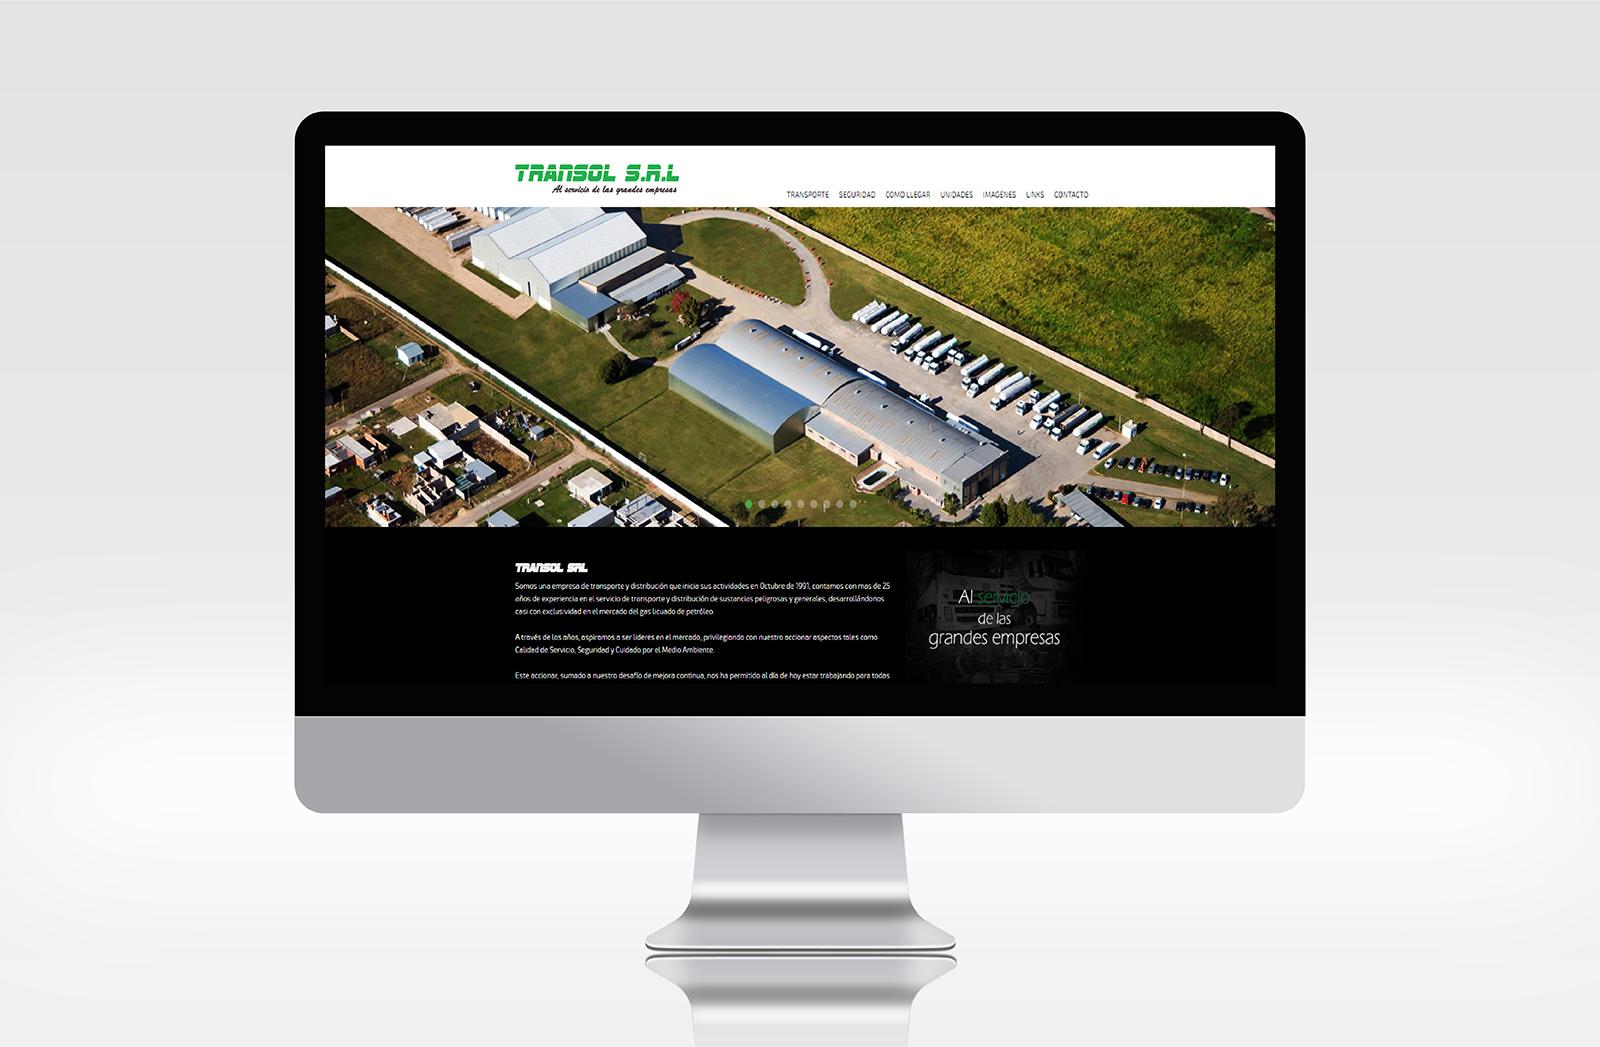 TRANSOL S.R.L
Al servicio de las grandes empresas
TRANSPORTE SEGURIDAD COMO LLEGAR UNIDADES IMAGENES LINKS CONTACTO
TRANSOL SRL
Somos una empresa de transporte y distribución que inicia sus actividades en Octubre de 1991, contamos con mas de 25
años de experiencia en el servicio de transporte y distribución de sustancias peligrosas y generales, desarrollándonos
casi con exclusividad en el mercado del gas licuado de petróleo.
A través de los años, aspiramos a ser lideres en el mercado, privilegiando con nuestro accionar aspectos tales como
Calidad de Servicio, Seguridad y Cuidado por el Medio Ambiente.
Este accionar, sumado a nuestro desafío de mejora continua, nos ha permitido al día de hoy estar trabajando para todas
Al servicio
de las
grandes empresas